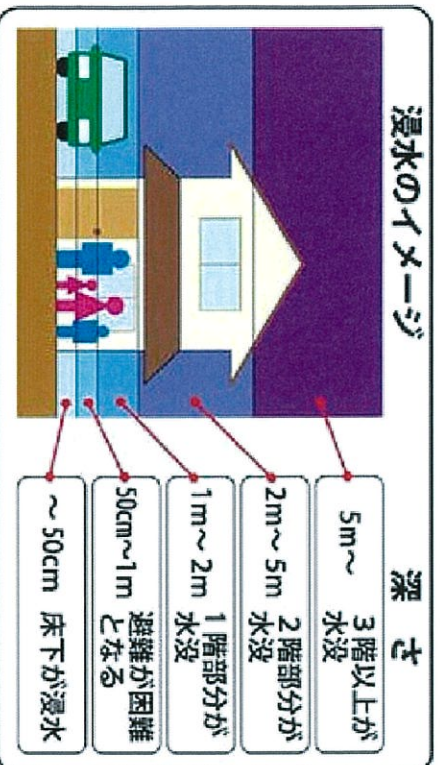 浸水のイメージ
深さ
5m～ 3階以上が
水没
2m～5m 2階部分が
水没
1m～2m 1階部分が
水没
50cm～1m 避難が困難
となる
～50cm 床下が浸水